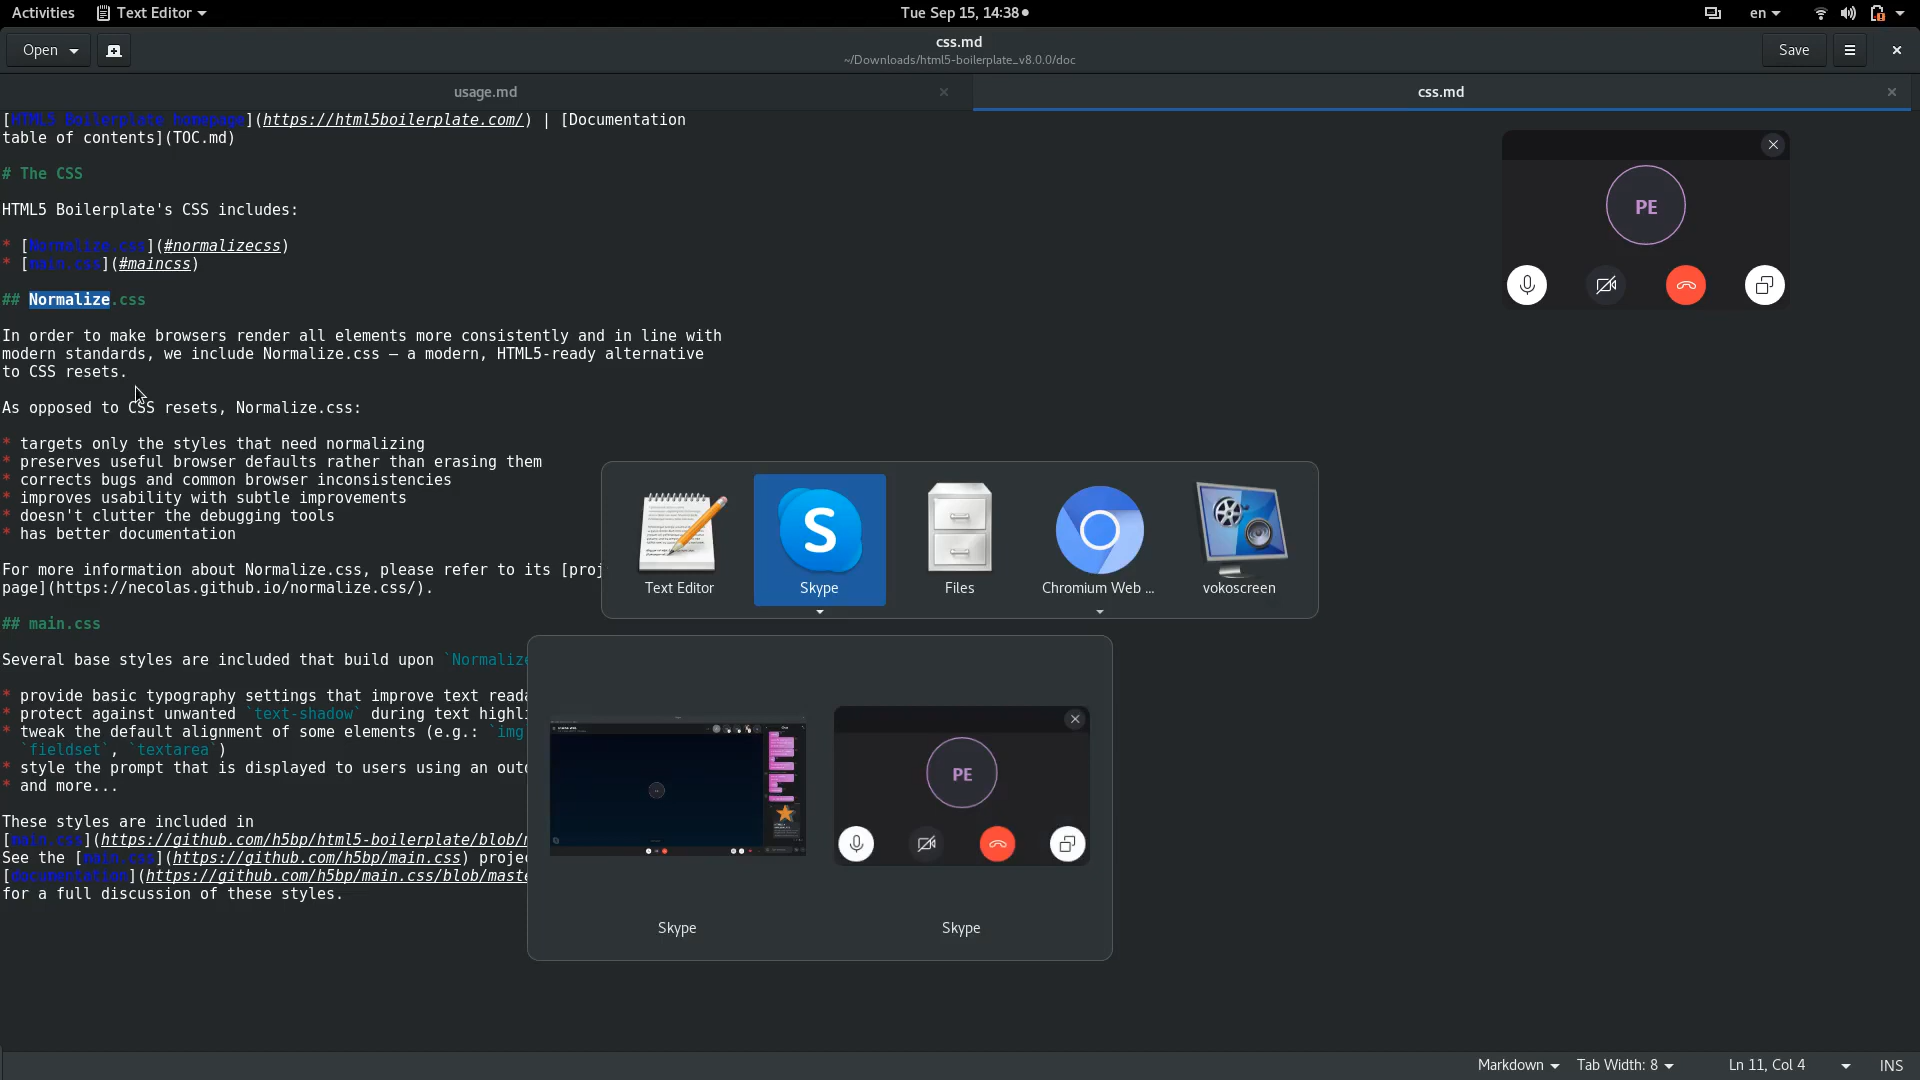 Activities Text Editor Tue Sep 15, 14:38 en
Open css.md Save
~/Downloads/html5-boilerplate_v8.0.0/doc
usage.md css.md
[HTML5 Boilerplate homepage](https://html5boilerplate.com/) | [Documentation
table of contents](TOC.md)
# The CSS
HTML5 Boilerplate's CSS includes:
* [Normalize.css](#normalizecss)
* [main.css](#maincss)
## Normalize.css
In order to make browsers render all elements more consistently and in line with
modern standards, we include Normalize.css — a modern, HTML5-ready alternative
to CSS resets.
As opposed to CSS resets, Normalize.css:
* targets only the styles that need normalizing
* preserves useful browser defaults rather than erasing them
* corrects bugs and common browser inconsistencies
* improves usability with subtle improvements
* doesn't clutter the debugging tools
* has better documentation
For more information about Normalize.css, please refer to its [proj
page](https://necolas.github.io/normalize.css/).
## main.css
Several base styles are included that build upon `Normalize
* provide basic typography settings that improve text reada
* protect against unwanted `text-shadow` during text highli
* tweak the default alignment of some elements (e.g.: `img
`fieldset`, `textarea`)
* style the prompt that is displayed to users using an outd
* and more...
These styles are included in
[main.css](https://github.com/h5bp/html5-boilerplate/blob/m
See the [main.css](https://github.com/h5bp/main.css) projec
[documentation](https://github.com/h5bp/main.css/blob/maste
for a full discussion of these styles.
PE
S
Text Editor Skype Files Chromium Web ... vokoscreen
PE
Skype Skype
Markdown Tab Width: 8 Ln 11, Col 4 INS